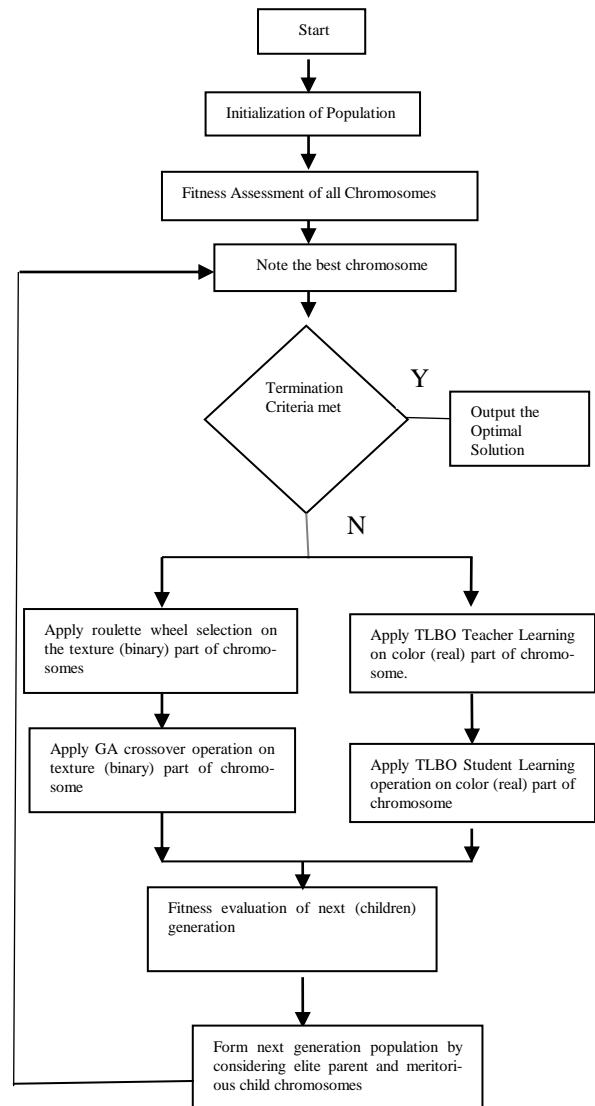 Start
Initialization of Population
Fitness Assessment of all Chromosomes
Note the best chromosome
Termination
Criteria met
Y
Output the
Optimal
Solution
N
Apply roulette wheel selection on
the texture (binary) part of chromo-
somes
Apply TLBO Teacher Learning
on color (real) part of chromo-
some.
Apply GA crossover operation on
texture (binary) part of chromo-
some
Apply TLBO Student Learning
operation on color (real) part of
chromosome
Fitness evaluation of next (children)
generation
Form next generation population by
considering elite parent and meritori-
ious child chromosomes